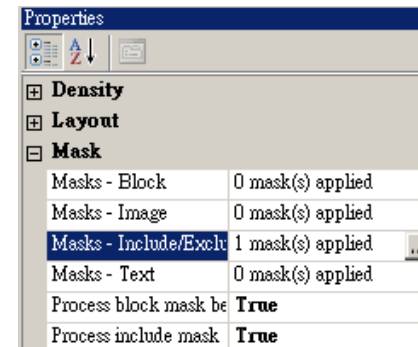 Properties
Density
Layout
Mask
Masks - Block 0 mask(s) applied
Masks - Image 0 mask(s) applied
Masks - Include/Exclu 1 mask(s) applied ...
Masks - Text 0 mask(s) applied
Process block mask be True
Process include mask True